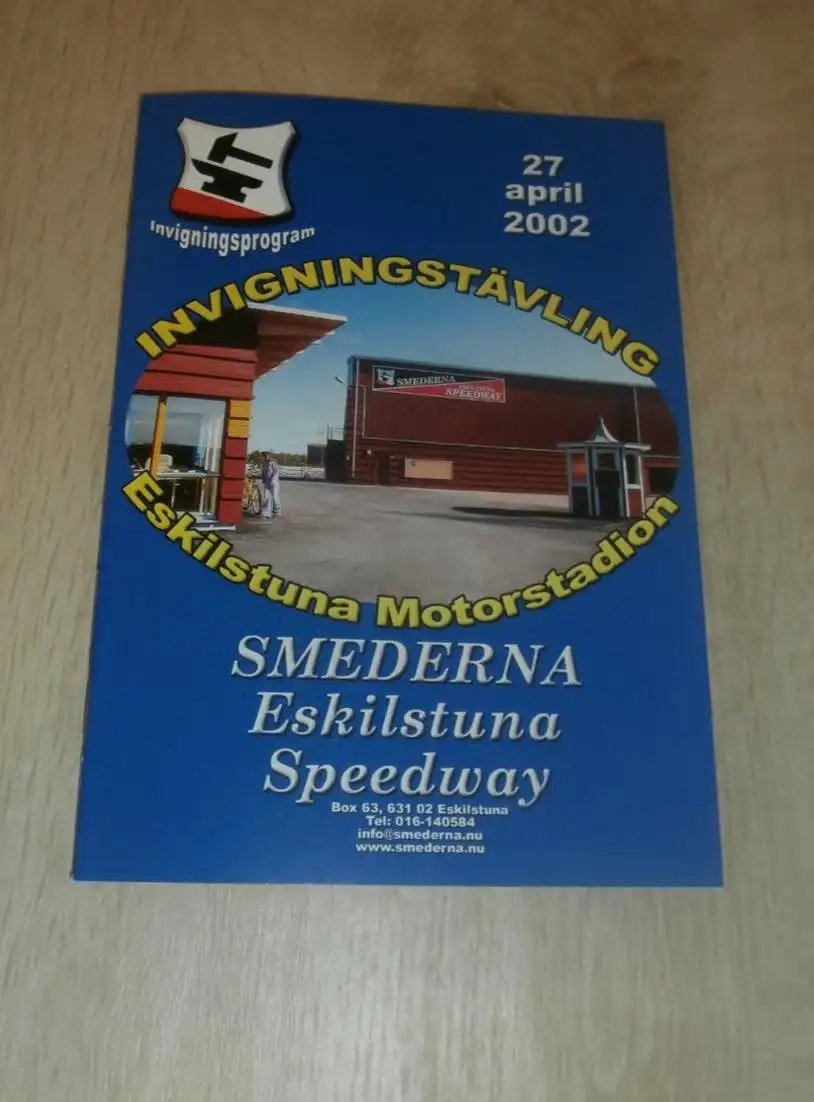 Invigningsprogram
27
april
2002
INVIGNINGSTÄVLING
SMEDERNA
ESKILSTUNA
SPEEDWAY
Eskilstuna Motorstadion
SMEDERNA
Eskilstuna
Speedway
Box 63, 631 02 Eskilstuna
Tel: 016-140584
info@smederna.nu
www.smederna.nu